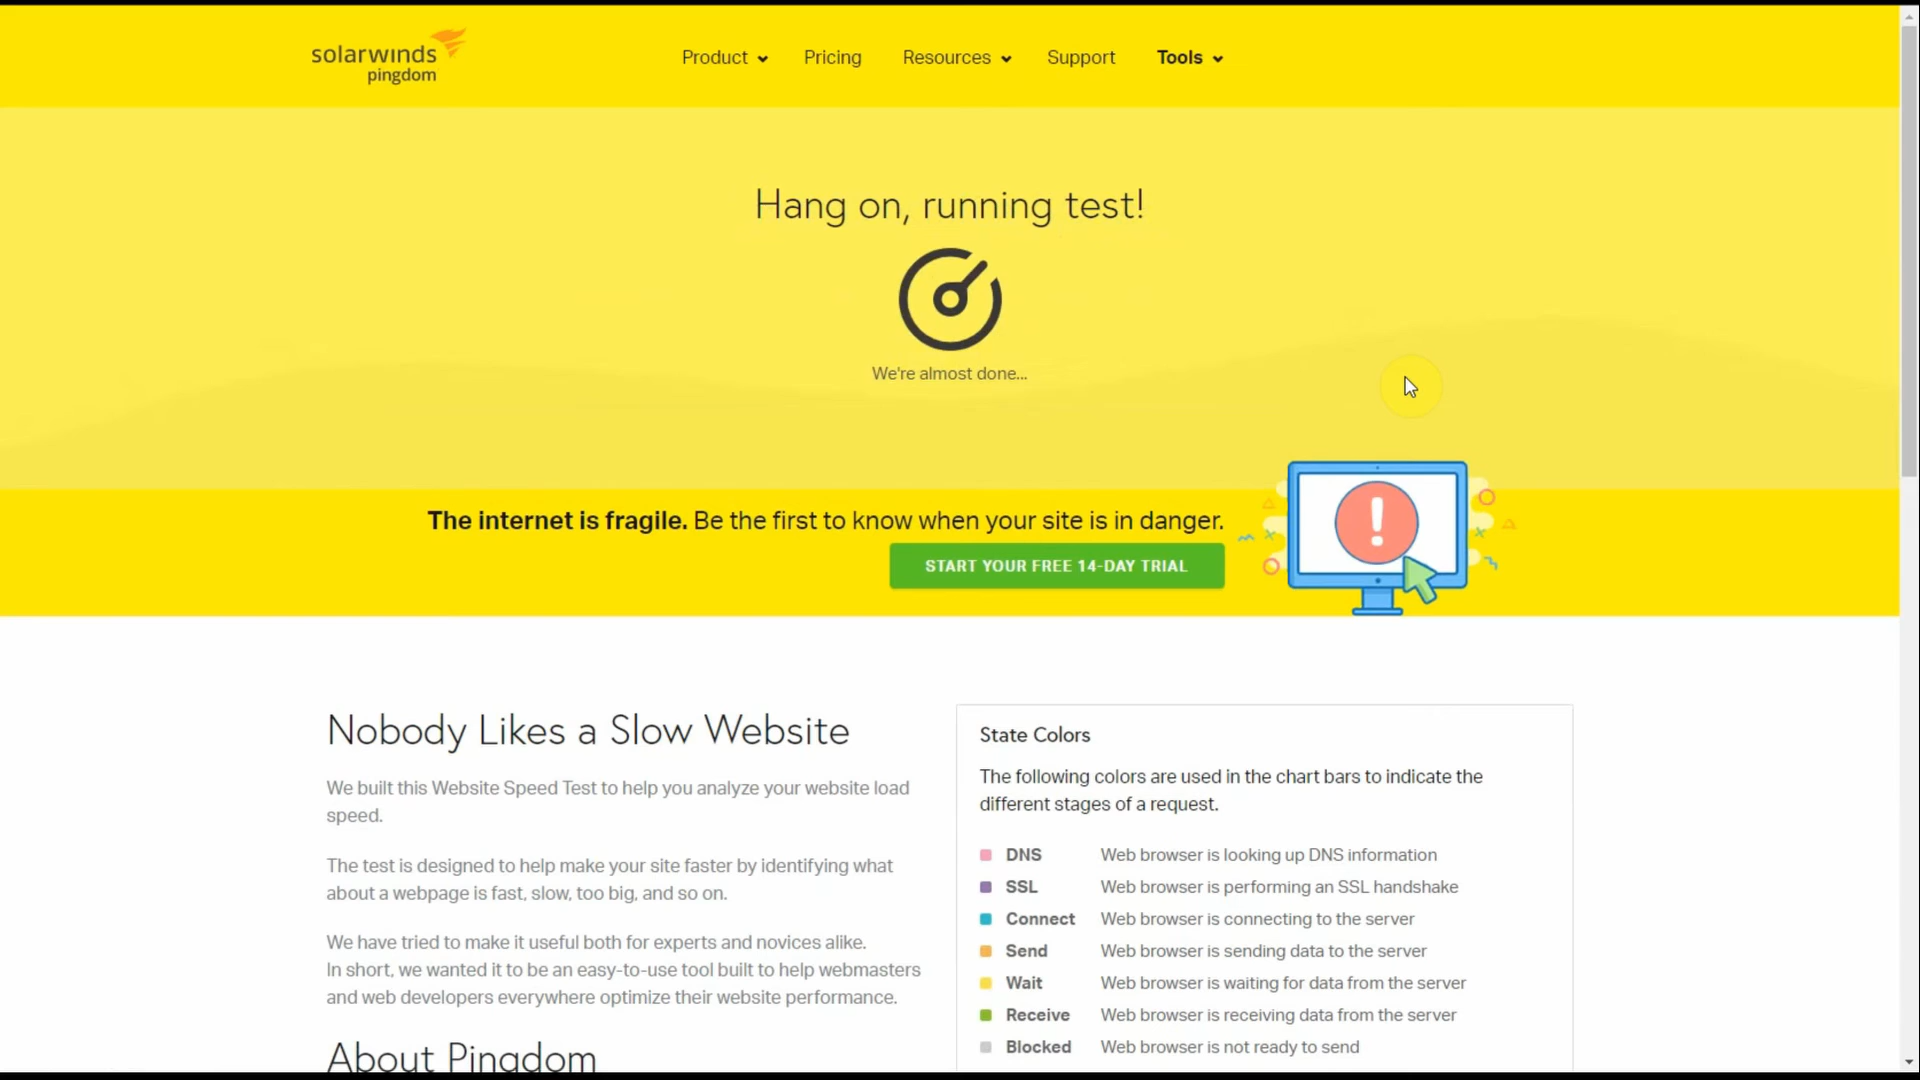 solarwinds
pingdom
Product
Pricing
Resources
Support
Tools
Hang on, running test!
We're almost done...
The internet is fragile. Be the first to know when your site is in danger.
START YOUR FREE 14-DAY TRIAL
!
Nobody Likes a Slow Website
We built this Website Speed Test to help you analyze your website load
speed.
The test is designed to help make your site faster by identifying what
about a webpage is fast, slow, too big, and so on.
We have tried to make it useful both for experts and novices alike.
In short, we wanted it to be an easy-to-use tool built to help webmasters
and web developers everywhere optimize their website performance.
About Pingdom
State Colors
The following colors are used in the chart bars to indicate the
different stages of a request.
DNS Web browser is looking up DNS information
SSL Web browser is performing an SSL handshake
Connect Web browser is connecting to the server
Send Web browser is sending data to the server
Wait Web browser is waiting for data from the server
Receive Web browser is receiving data from the server
Blocked Web browser is not ready to send